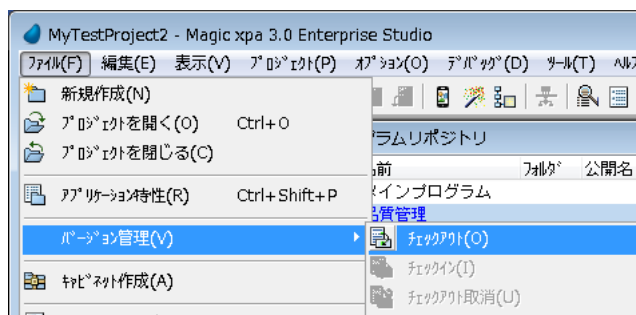 MyTestProject2 - Magic xpa 3.0 Enterprise Studio
ﾌｧｲﾙ(F) 編集(E) 表示(V) ﾌﾟﾛｼﾞｪｸﾄ(P) ｵﾌﾟｼｮﾝ(O) ﾃﾞﾊﾞｯｸﾞ(D) ﾂｰﾙ(T) ﾍﾙﾌ
新規作成(N)
ﾌﾟﾛｼﾞｪｸﾄを開く(O) Ctrl+O
ﾌﾟﾛｼﾞｪｸﾄを閉じる(C)
ｱﾌﾟﾘｹｰｼｮﾝ特性(R) Ctrl+Shift+P
ﾊﾞｰｼﾞｮﾝ管理(V)
ｷｬﾋﾞﾈｯﾄ作成(A)
グラムリポジトリ
名前 ﾌｫﾙﾀﾞ 公開名
メインプログラム
品質管理
ﾁｪｯｸｱｳﾄ(O)
ﾁｪｯｸｲﾝ(I)
ﾁｪｯｸｱｳﾄ取消(U)